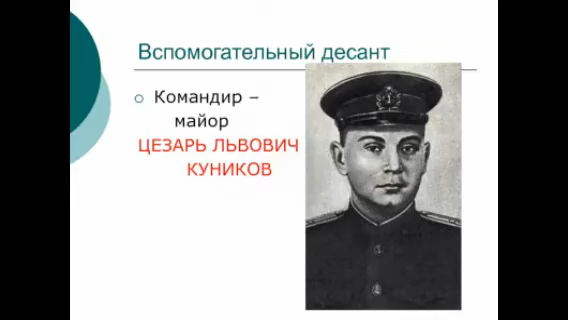 Вспомогательный десант
Командир –
майор
ЦЕЗАРЬ ЛЬВОВИЧ
КУНИКОВ